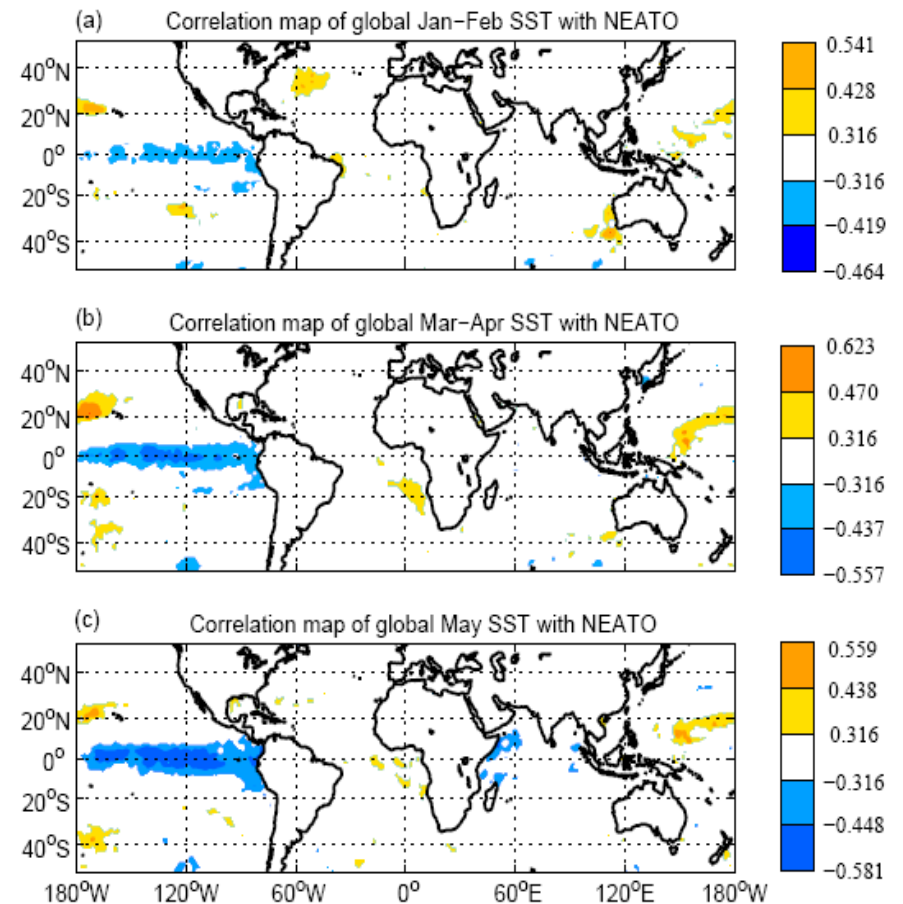 (a) Correlation map of global Jan−Feb SST with NEATO
40°N
20°N
0°
20°S
40°S
0.541
0.428
0.316
−0.316
−0.419
−0.464
(b) Correlation map of global Mar−Apr SST with NEATO
40°N
20°N
0°
20°S
40°S
0.623
0.470
0.316
−0.316
−0.437
−0.557
(c) Correlation map of global May SST with NEATO
40°N
20°N
0°
20°S
40°S
180°W 120°W 60°W 0° 60°E 120°E 180°W
0.559
0.438
0.316
−0.316
−0.448
−0.581